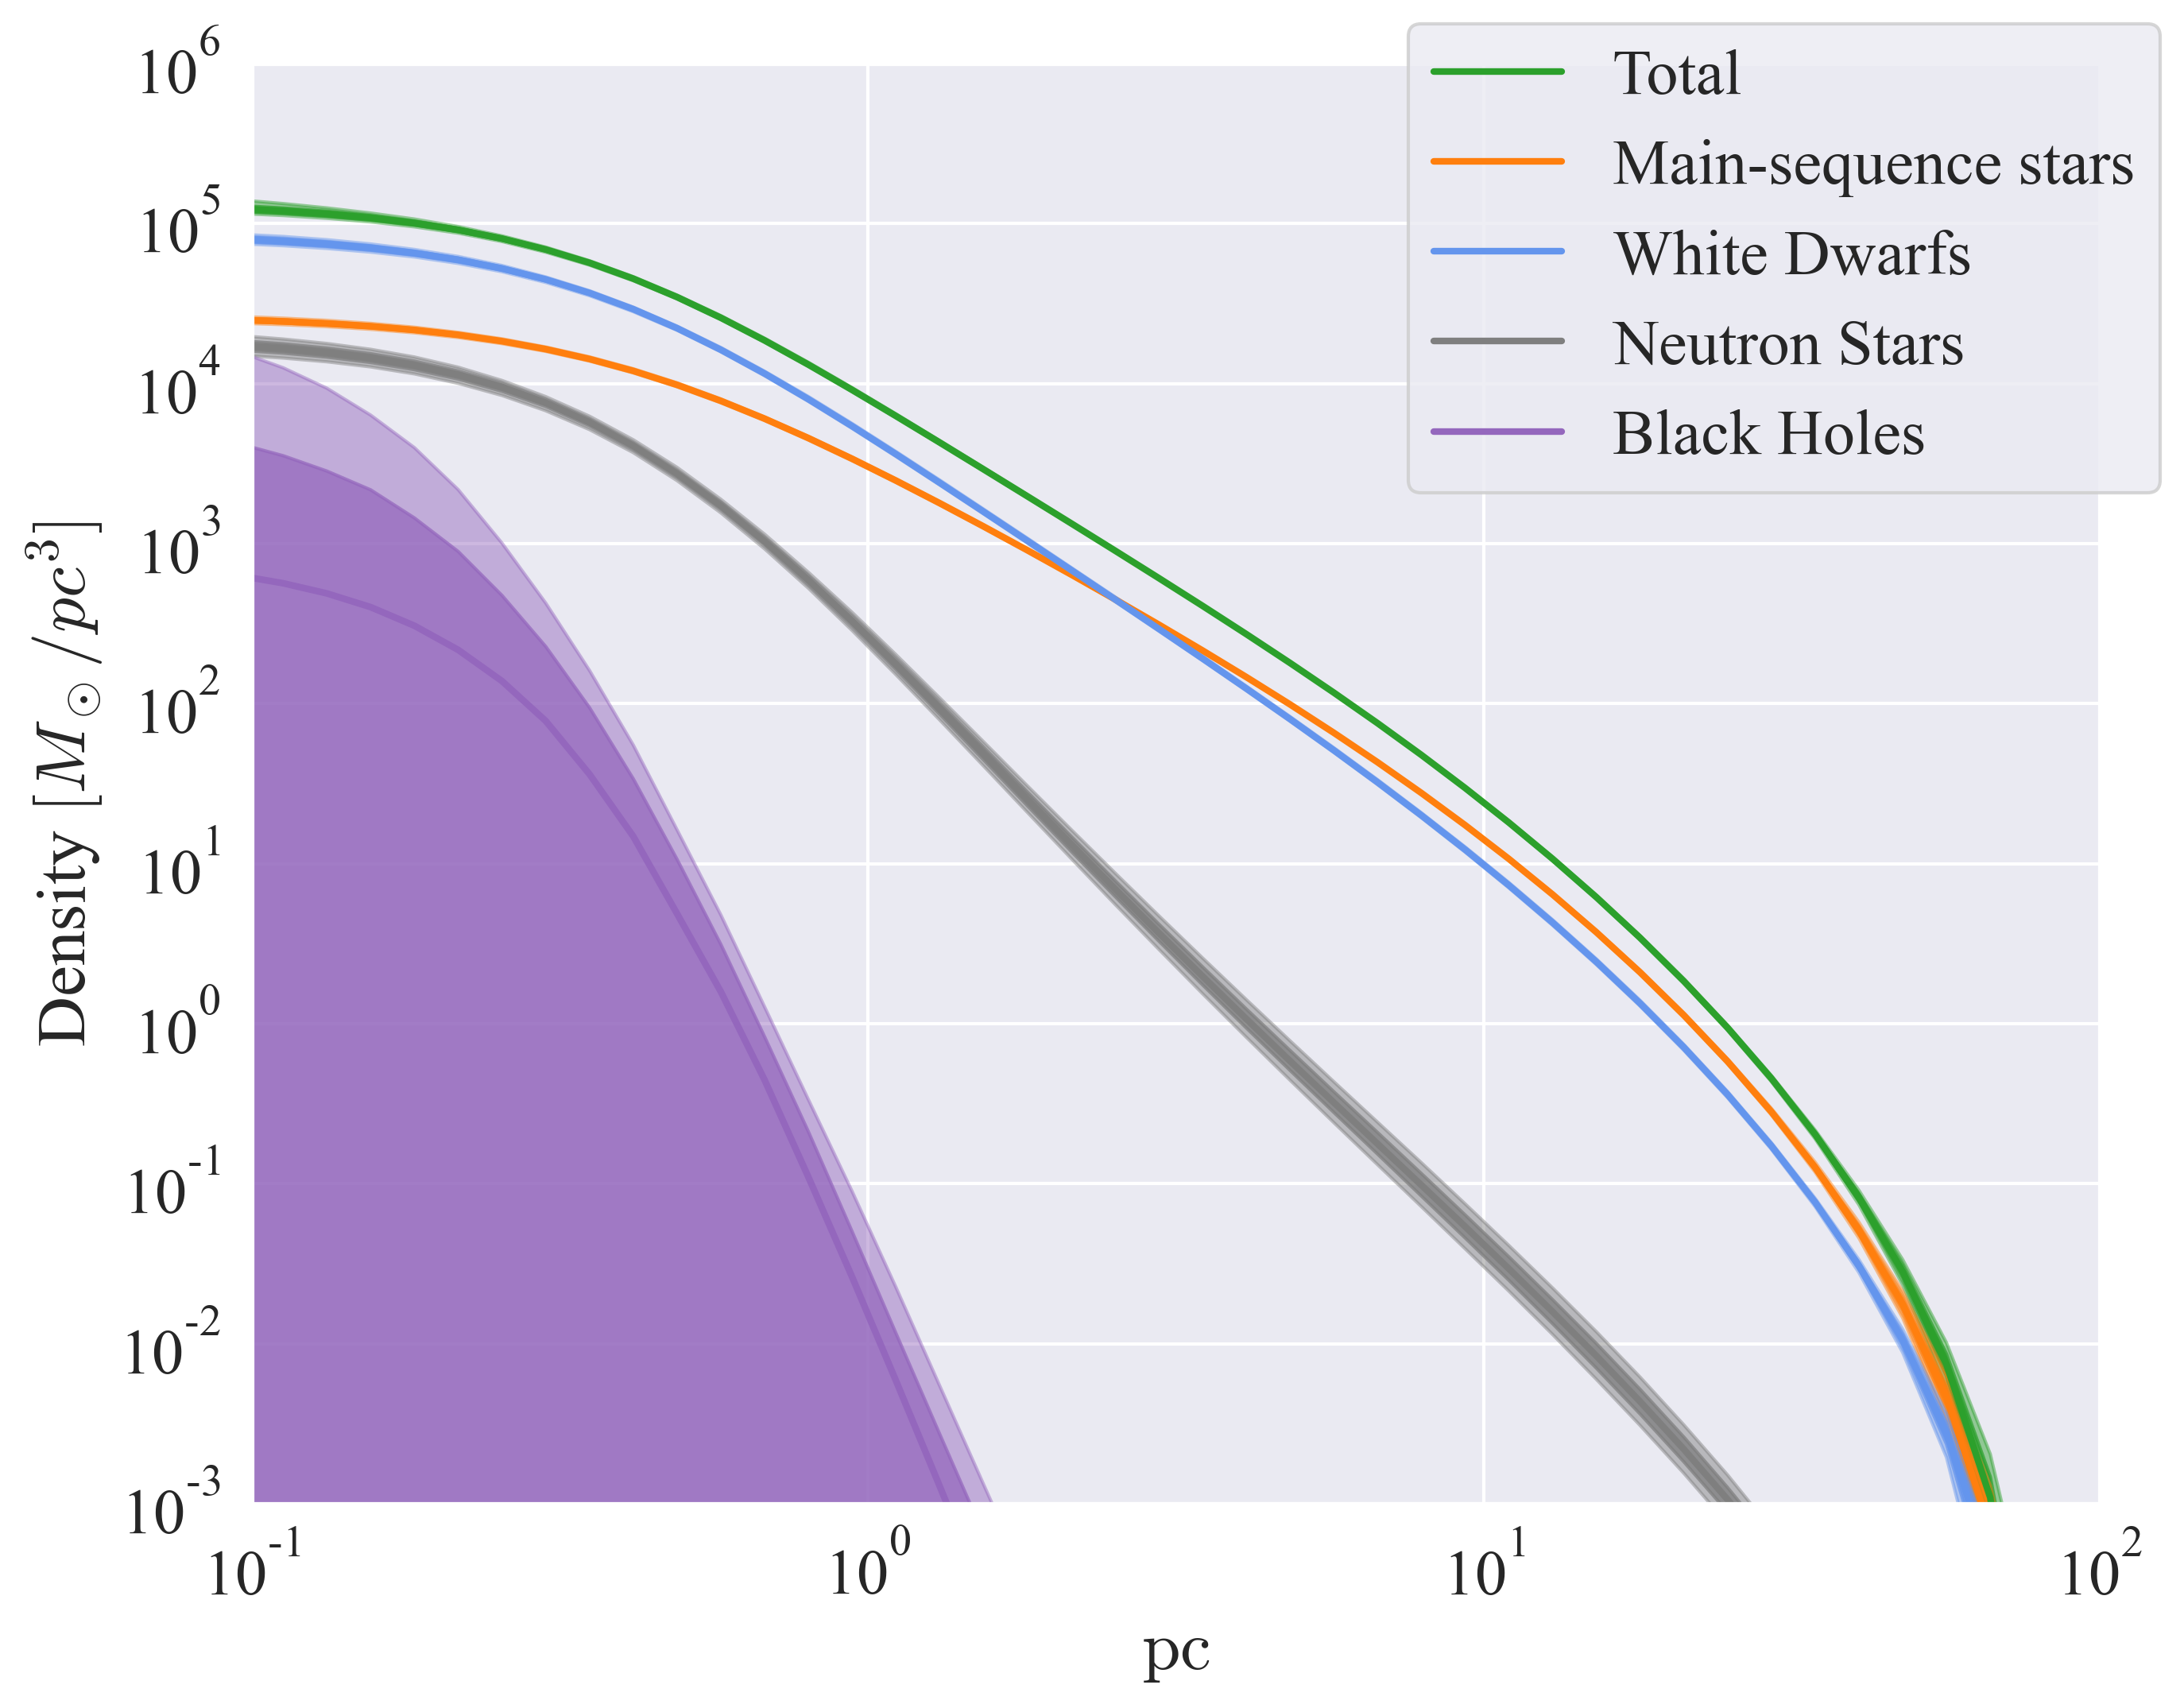 Total
Main-sequence stars
White Dwarfs
Neutron Stars
Black Holes
10^6
10^5
10^4
10^3
10^2
10^1
10^0
10^-1
10^-2
10^-3
Density [M⊙/pc^3]
10^-1 10^0 10^1 10^2
pc